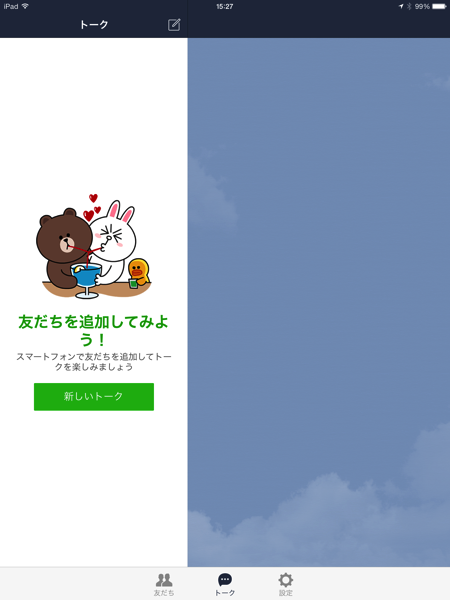 iPad 15:27 99%
トーク
友だちを追加してみよ
う！
スマートフォンで友だちを追加してトー
クを楽しみましょう
新しいトーク
友だち トーク 設定